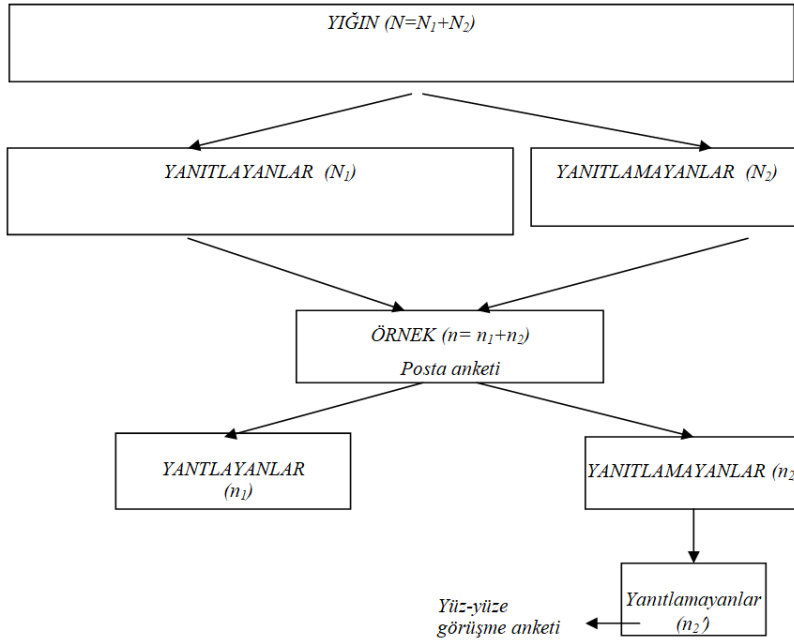 YIĞIN (N=N₁+N₂)
YANITLAYANLAR (N₁)
YANITLAMAYANLAR (N₂)
ÖRNEK (n= n₁+n₂)
Posta anketi
YANTLAYANLAR
(n₁)
YANITLAMAYANLAR (n₂
Yanıtlamayanlar
(n₂')
Yüz-yüze
görüşme anketi